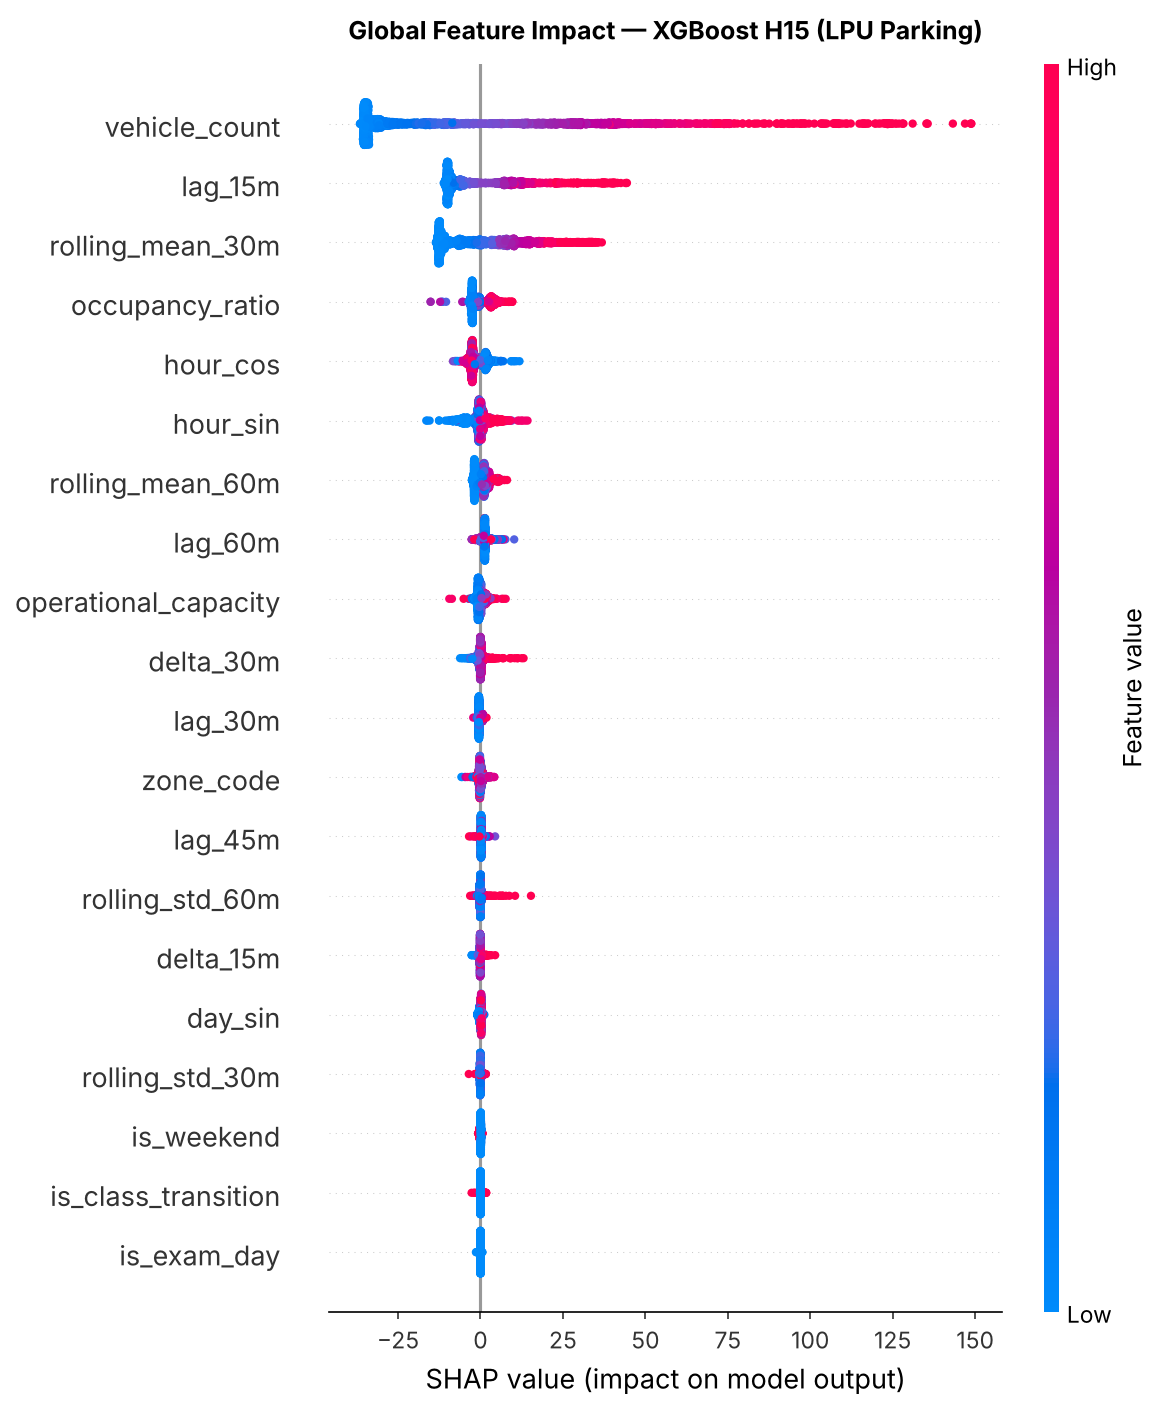 Global Feature Impact — XGBoost H15 (LPU Parking)
High
vehicle_count
lag_15m
rolling_mean_30m
occupancy_ratio
hour_cos
hour_sin
rolling_mean_60m
lag_60m
operational_capacity
delta_30m
lag_30m
zone_code
lag_45m
rolling_std_60m
delta_15m
day_sin
rolling_std_30m
is_weekend
is_class_transition
is_exam_day
Feature value
Low
−25 0 25 50 75 100 125 150
SHAP value (impact on model output)